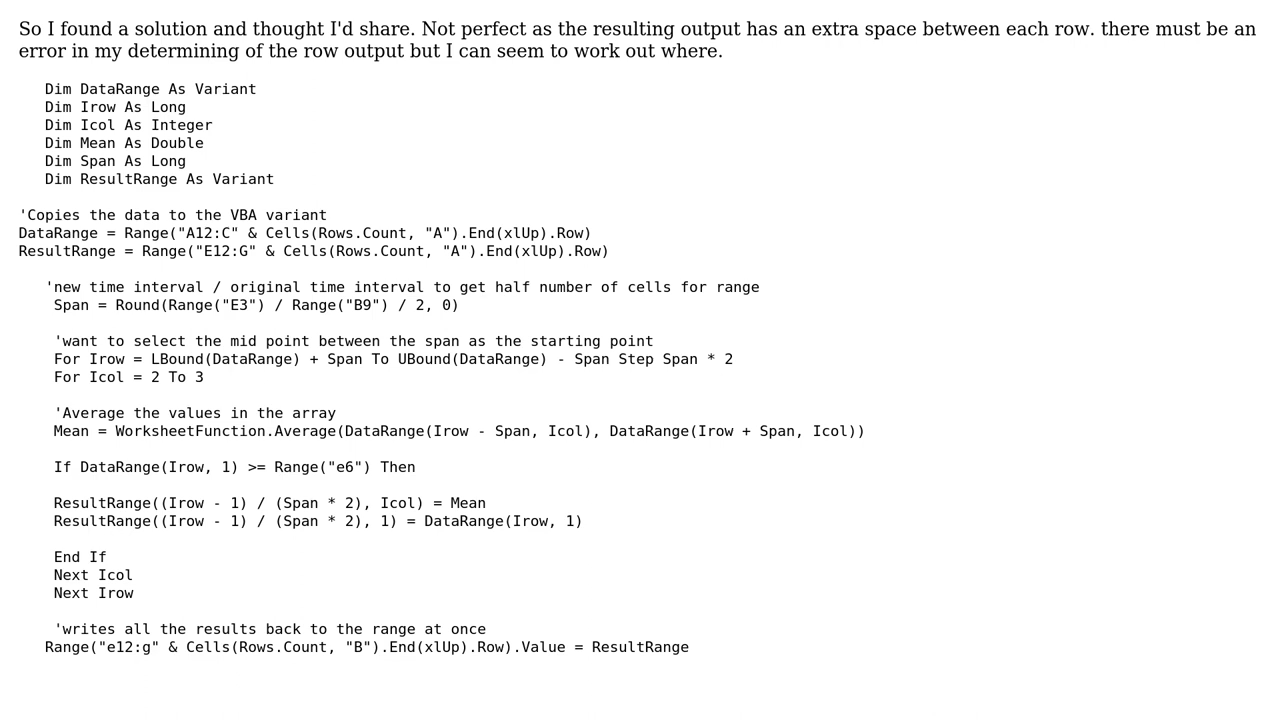 So I found a solution and thought I'd share. Not perfect as the resulting output has an extra space between each row. there must be an
error in my determining of the row output but I can seem to work out where.
Dim DataRange As Variant
Dim Irow As Long
Dim Icol As Integer
Dim Mean As Double
Dim Span As Long
Dim ResultRange As Variant
'Copies the data to the VBA variant
DataRange = Range("A12:C" & Cells(Rows.Count, "A").End(xlUp).Row)
ResultRange = Range("E12:G" & Cells(Rows.Count, "A").End(xlUp).Row)
'new time interval / original time interval to get half number of cells for range
Span = Round(Range("E3") / Range("B9") / 2, 0)
'want to select the mid point between the span as the starting point
For Irow = LBound(DataRange) + Span To UBound(DataRange) - Span Step Span * 2
For Icol = 2 To 3
'Average the values in the array
Mean = WorksheetFunction.Average(DataRange(Irow - Span, Icol), DataRange(Irow + Span, Icol))
If DataRange(Irow, 1) >= Range("e6") Then
ResultRange((Irow - 1) / (Span * 2), Icol) = Mean
ResultRange((Irow - 1) / (Span * 2), 1) = DataRange(Irow, 1)
End If
Next Icol
Next Irow
'writes all the results back to the range at once
Range("e12:g" & Cells(Rows.Count, "B").End(xlUp).Row).Value = ResultRange